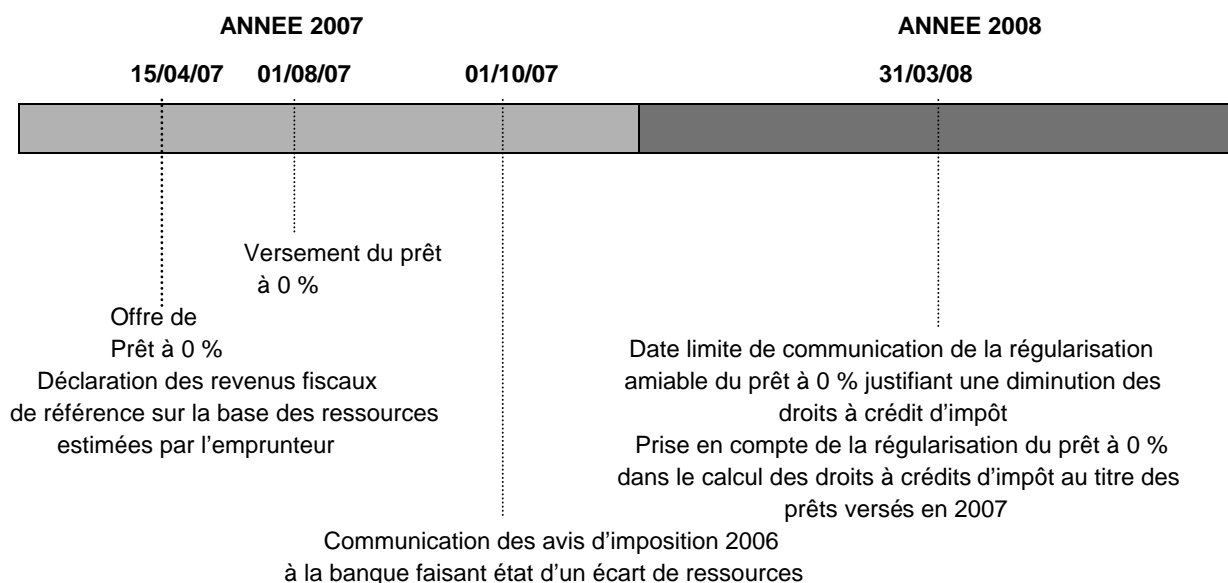 ANNEE 2007
ANNEE 2008
15/04/07 01/08/07 01/10/07 31/03/08
Versement du prêt
à 0 %
Offre de
Prêt à 0 %
Déclaration des revenus fiscaux
de référence sur la base des ressources
estimées par l’emprunteur
Date limite de communication de la régularisation
amiable du prêt à 0 % justifiant une diminution des
droits à crédit d’impôt
Prise en compte de la régularisation du prêt à 0 %
dans le calcul des droits à crédits d’impôt au titre des
prêts versés en 2007
Communication des avis d’imposition 2006
à la banque faisant état d’un écart de ressources